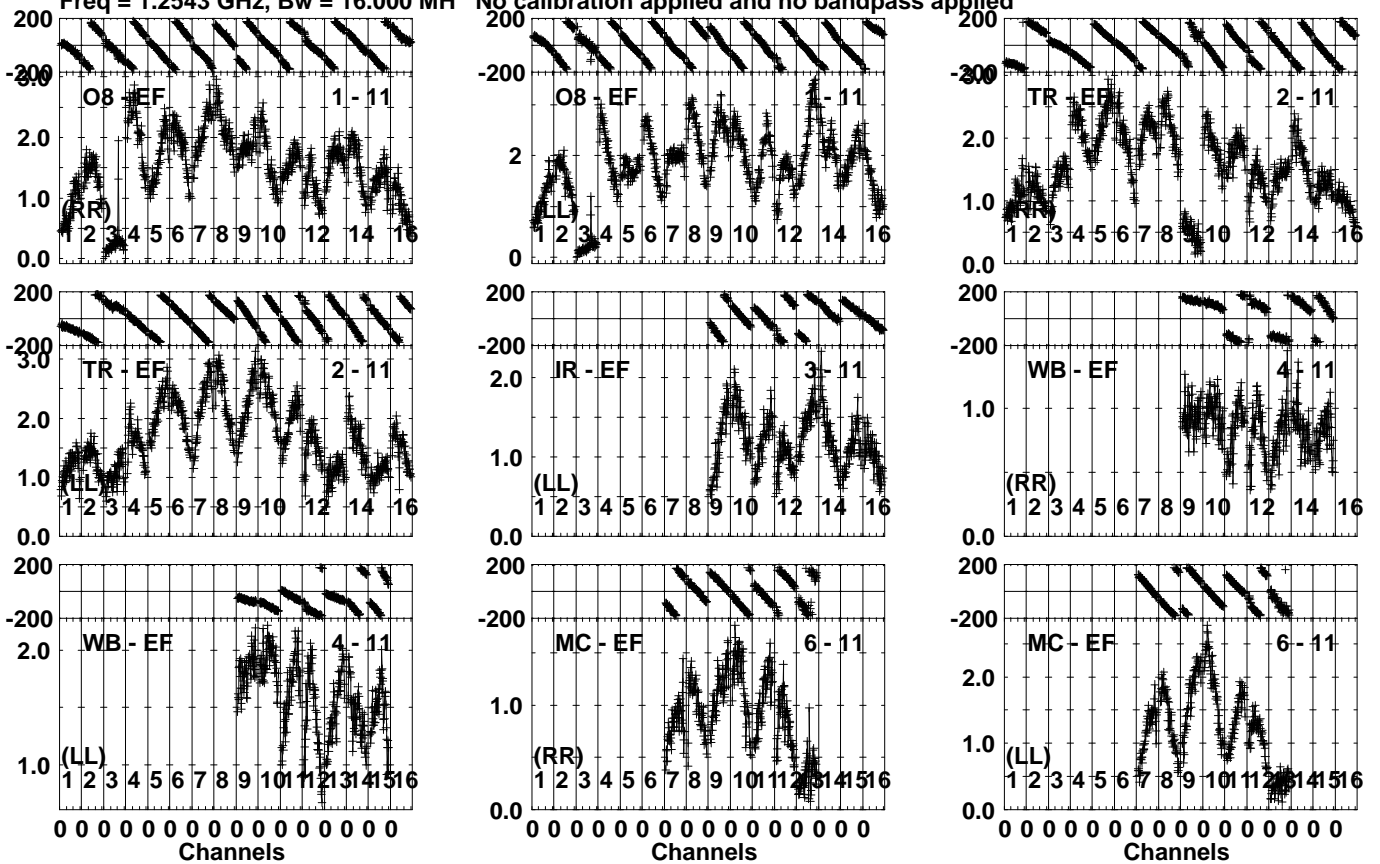 Freq = 1.2543 GHz, Bw = 16.000 MH No calibration applied and no bandpass applied
200 200 200
-200 -200 -200
3.0 3.0
O8 - EF 1 - 11 O8 - EF 1 - 11 TR - EF 2 - 11
2.0 2 2.0
1.0 1.0
(RR) (LL) (RR)
1 2 3 4 5 6 7 8 9 10 12 14 16 1 2 3 4 5 6 7 8 9 10 12 14 16 1 2 3 4 5 6 7 8 9 10 12 14 16
0.0 0 0.0
200 200 200
-200 -200 -200
3.0
TR - EF 2 - 11 IR - EF 3 - 11 WB - EF 4 - 11
2.0 2.0 1.0
1.0 1.0
(LL) (LL) (RR)
1 2 3 4 5 6 7 8 9 10 12 14 16 1 2 3 4 5 6 7 8 9 10 12 14 16 1 2 3 4 5 6 7 8 9 10 12 14 16
0.0 0.0 0.0
200 200 200
-200 -200 -200
WB - EF 4 - 11 MC - EF 6 - 11 MC - EF 6 - 11
2.0 2.0
1.0 1.0 1.0
(LL) (RR) (LL)
1 2 3 4 5 6 7 8 9 10 11 12 13 14 15 16 1 2 3 4 5 6 7 8 9 10 11 12 13 14 15 16 1 2 3 4 5 6 7 8 9 10 11 12 13 14 15 16
0.0 0.0
0 0 0 0 0 0 0 0 0 0 0 0 0 0 0 0 0 0 0 0 0 0 0 0 0 0 0 0 0 0 0 0 0 0 0 0 0 0 0 0 0 0 0 0 0 0 0 0
Channels Channels Channels